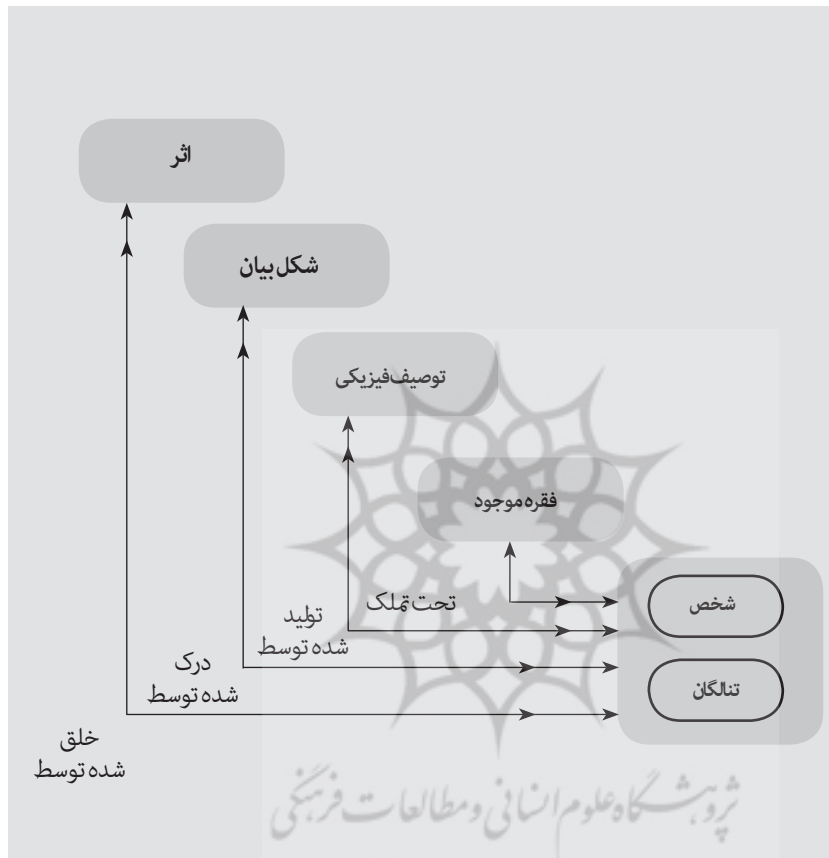 اثر
شکل بیان
توصیف فیزیکی
فقره موجود
شخص
تحت تملک
تولید
شده توسط
درک
شده توسط
تنالگان
خلق
شده توسط
پژوهشگاه علوم انسانی و مطالعات فرهنگی